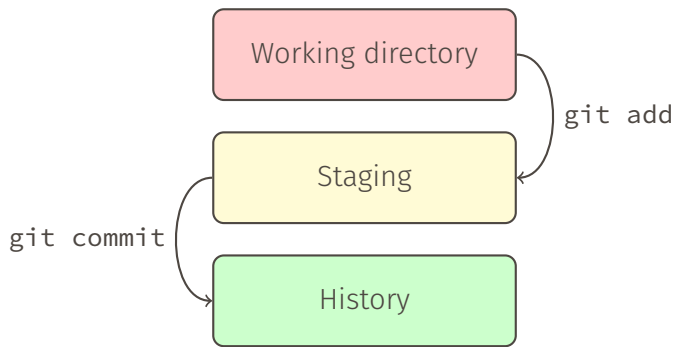 Working directory
git add
Staging
git commit
History